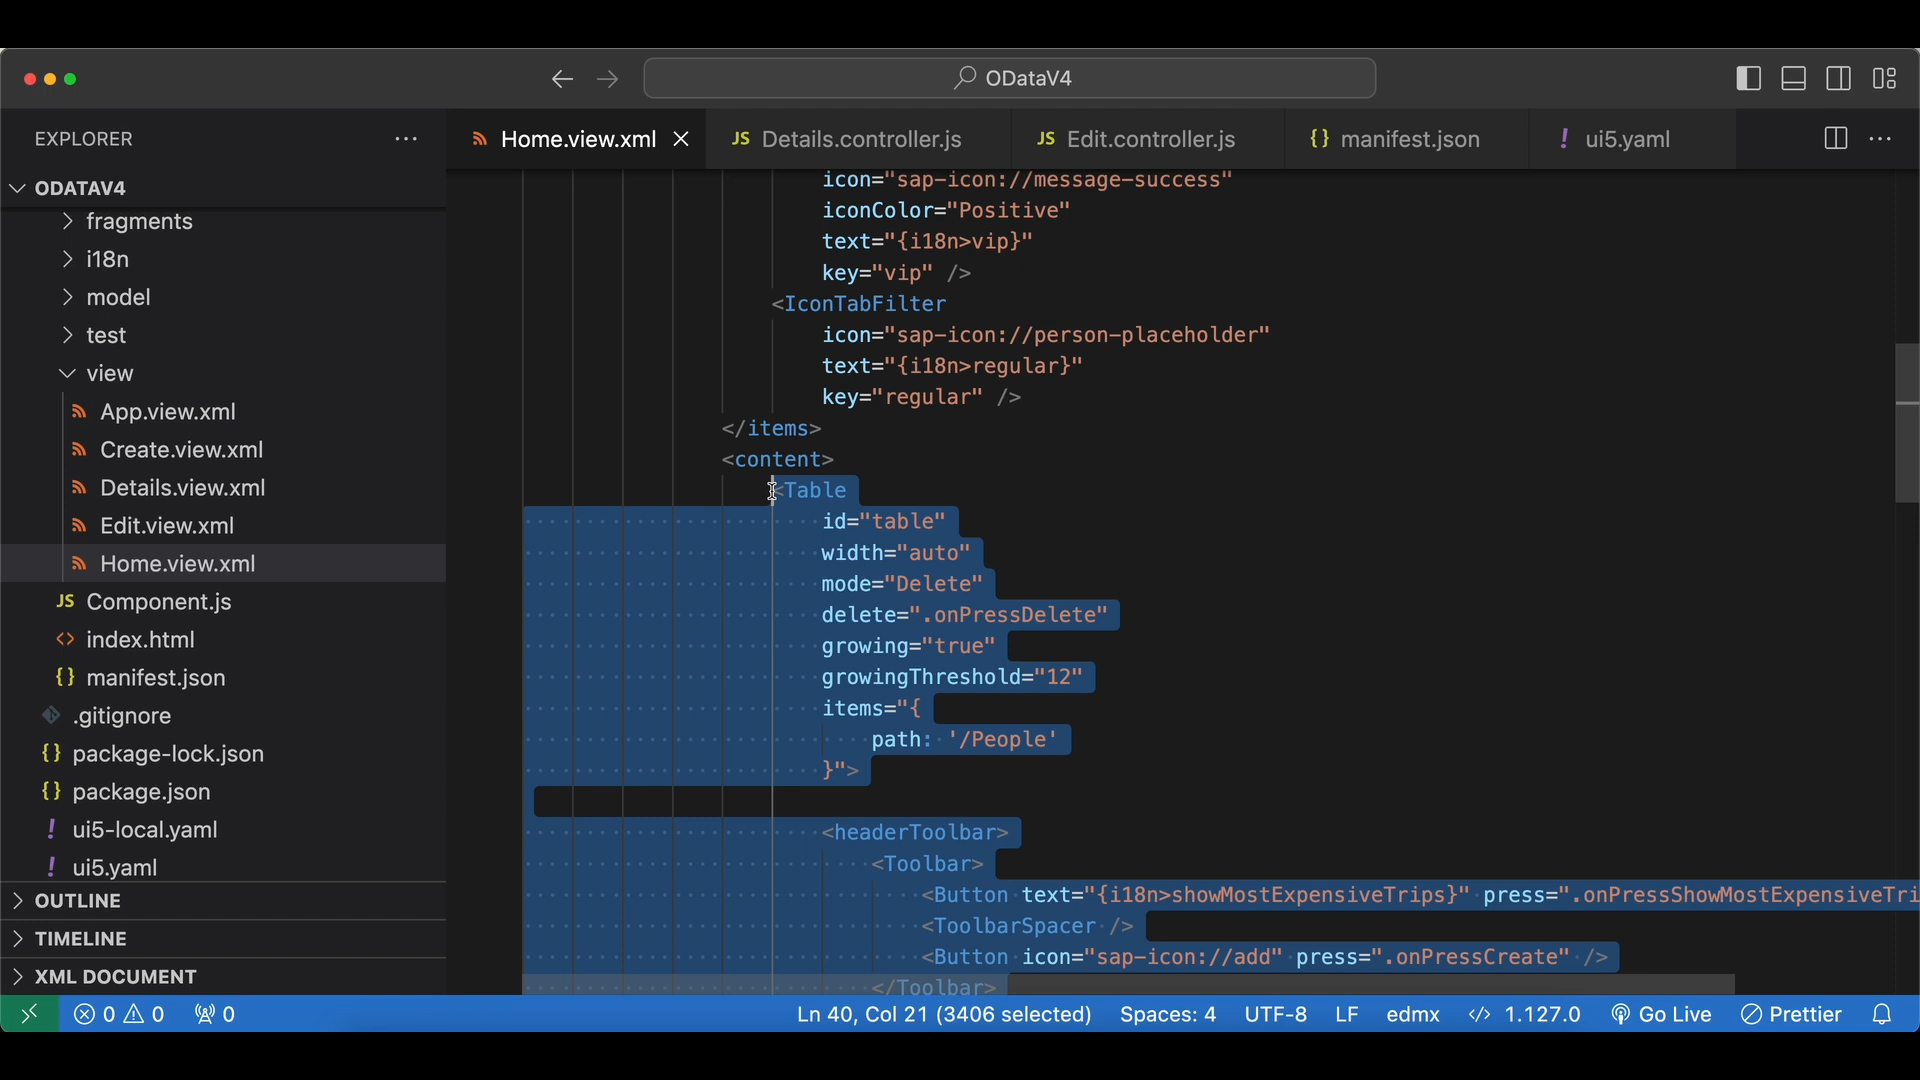 ODataV4
EXPLORER
Home.view.xml
JS Details.controller.js
JS Edit.controller.js
{} manifest.json
! ui5.yaml
ODATAV4
fragments
i18n
model
test
view
App.view.xml
Create.view.xml
Details.view.xml
Edit.view.xml
Home.view.xml
JS Component.js
<> index.html
{} manifest.json
.gitignore
{} package-lock.json
{} package.json
! ui5-local.yaml
! ui5.yaml
OUTLINE
TIMELINE
XML DOCUMENT
icon="sap-icon://message-success"
iconColor="Positive"
text="{i18n>vip}"
key="vip" />
<IconTabFilter
icon="sap-icon://person-placeholder"
text="{i18n>regular}"
key="regular" />
</items>
<content>
<Table
id="table"
width="auto"
mode="Delete"
delete=".onPressDelete"
growing="true"
growingThreshold="12"
items="{
path: '/People'
}">
<headerToolbar>
<Toolbar>
<Button text="{i18n>showMostExpensiveTrips}" press=".onPressShowMostExpensiveTri
<ToolbarSpacer />
<Button icon="sap-icon://add" press=".onPressCreate" />
</Toolbar>
0 0 0 Ln 40, Col 21 (3406 selected) Spaces: 4 UTF-8 LF edmx </> 1.127.0 Go Live Prettier